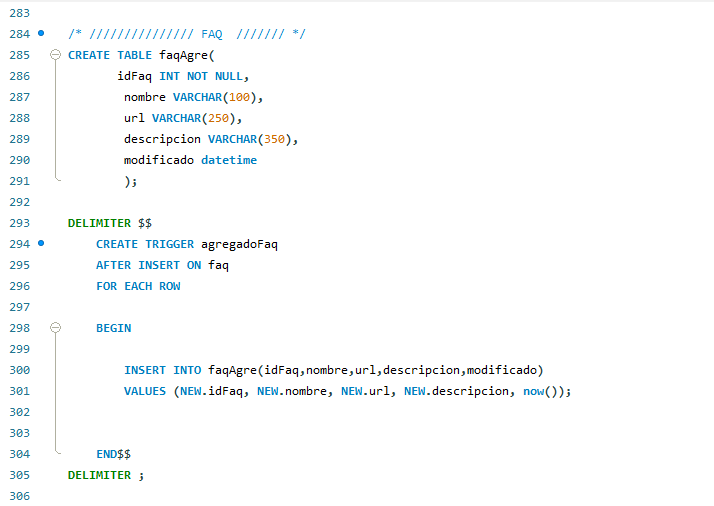 283
284 /* /////////////// FAQ /////// */
285 CREATE TABLE faqAgre(
286 idFaq INT NOT NULL,
287 nombre VARCHAR(100),
288 url VARCHAR(250),
289 descripcion VARCHAR(350),
290 modificado datetime
291 );
292
293 DELIMITER $$
294 CREATE TRIGGER agregadoFaq
295 AFTER INSERT ON faq
296 FOR EACH ROW
297
298 BEGIN
299
300 INSERT INTO faqAgre(idFaq,nombre,url,descripcion,modificado)
301 VALUES (NEW.idFaq, NEW.nombre, NEW.url, NEW.descripcion, now());
302
303
304 END$$
305 DELIMITER ;
306